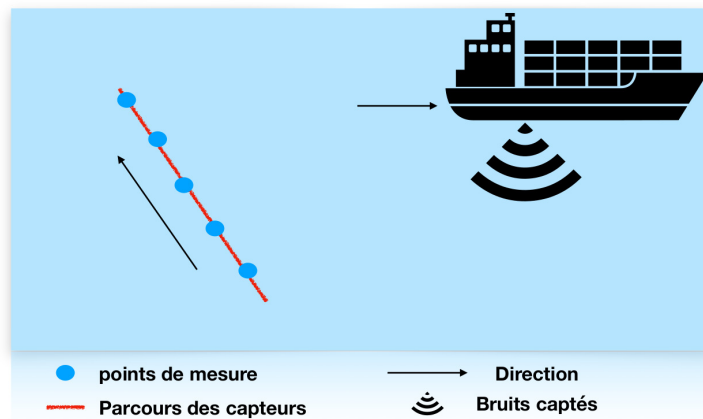 points de mesure
Direction
Parcours des capteurs
Bruits captés